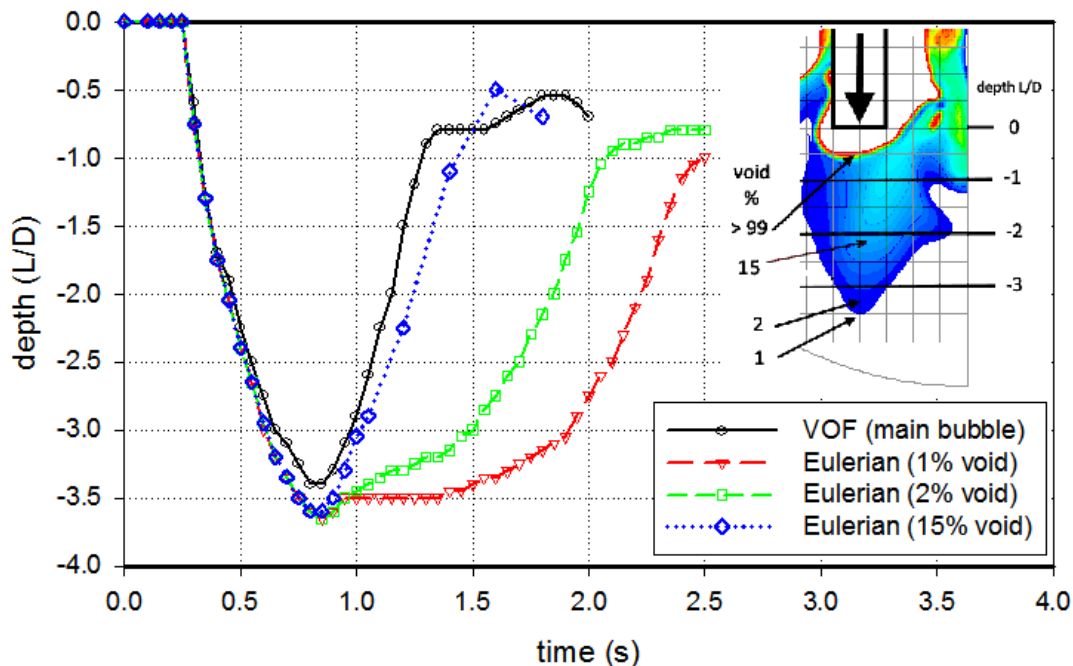 0.0
-0.5
-1.0
-1.5
-2.0
-2.5
-3.0
-3.5
-4.0
depth (L/D)
0.0 0.5 1.0 1.5 2.0 2.5 3.0 3.5 4.0
time (s)
depth L/D
0
-1
-2
-3
void
%
> 99
15
2
1
VOF (main bubble)
Eulerian (1% void)
Eulerian (2% void)
Eulerian (15% void)